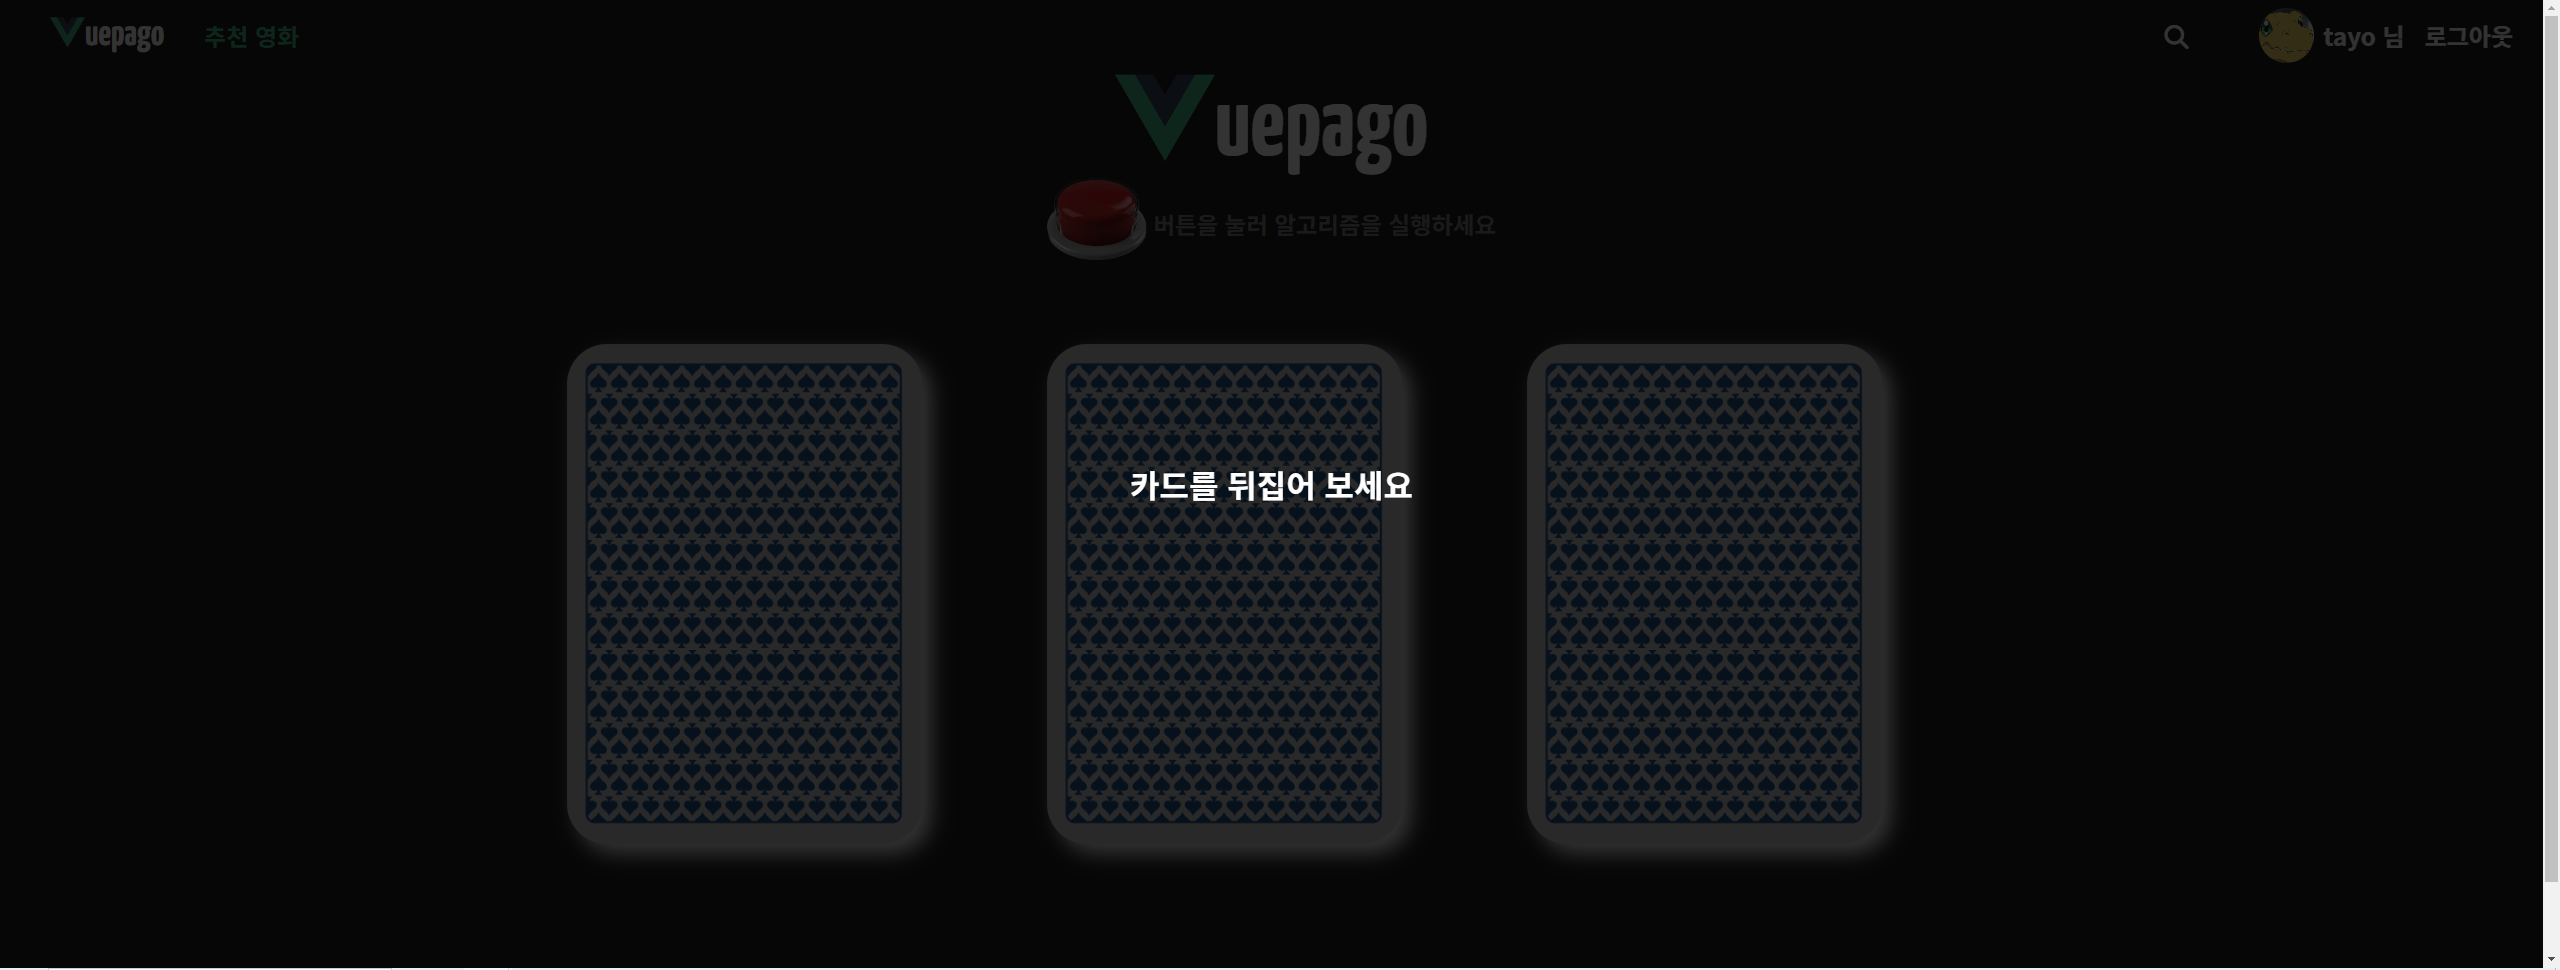 Vuepago
추천 영화
tayo 님
로그아웃
Vuepago
버튼을 눌러 알고리즘을 실행하세요
카드를 뒤집어 보세요